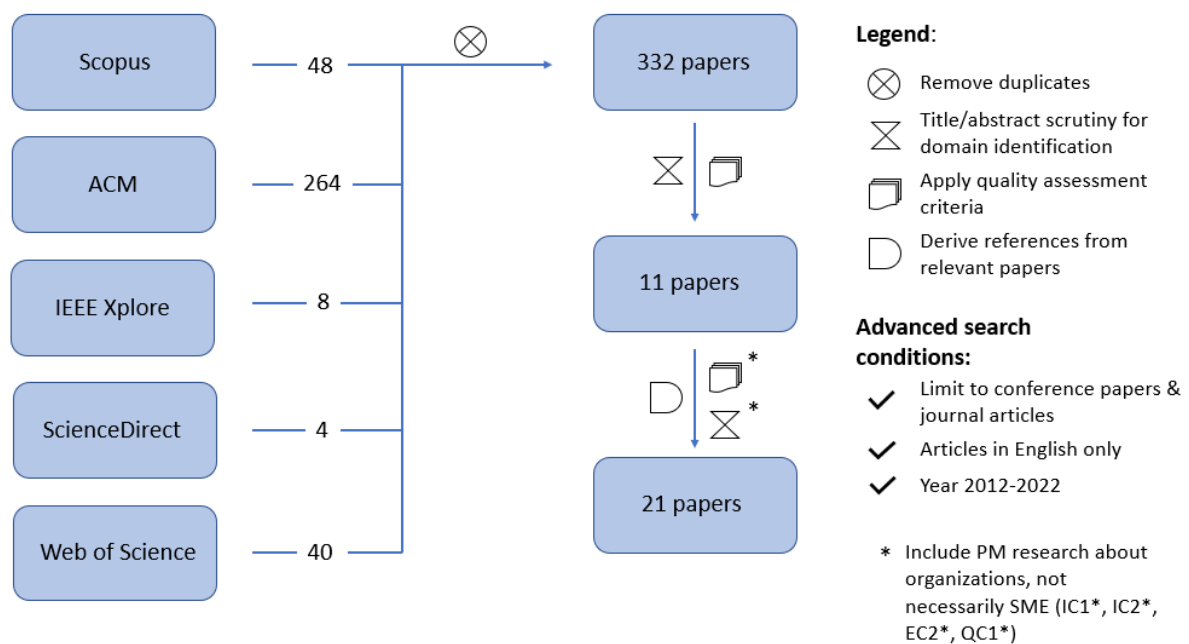 Scopus
48
ACM
264
IEEE Xplore
8
ScienceDirect
4
Web of Science
40
332 papers
11 papers
*
*
21 papers
Legend:
Remove duplicates
Title/abstract scrutiny for
domain identification
Apply quality assessment
criteria
Derive references from
relevant papers
Advanced search
conditions:
Limit to conference papers &
journal articles
Articles in English only
Year 2012-2022
* Include PM research about
organizations, not
necessarily SME (IC1*, IC2*,
EC2*, QC1*)